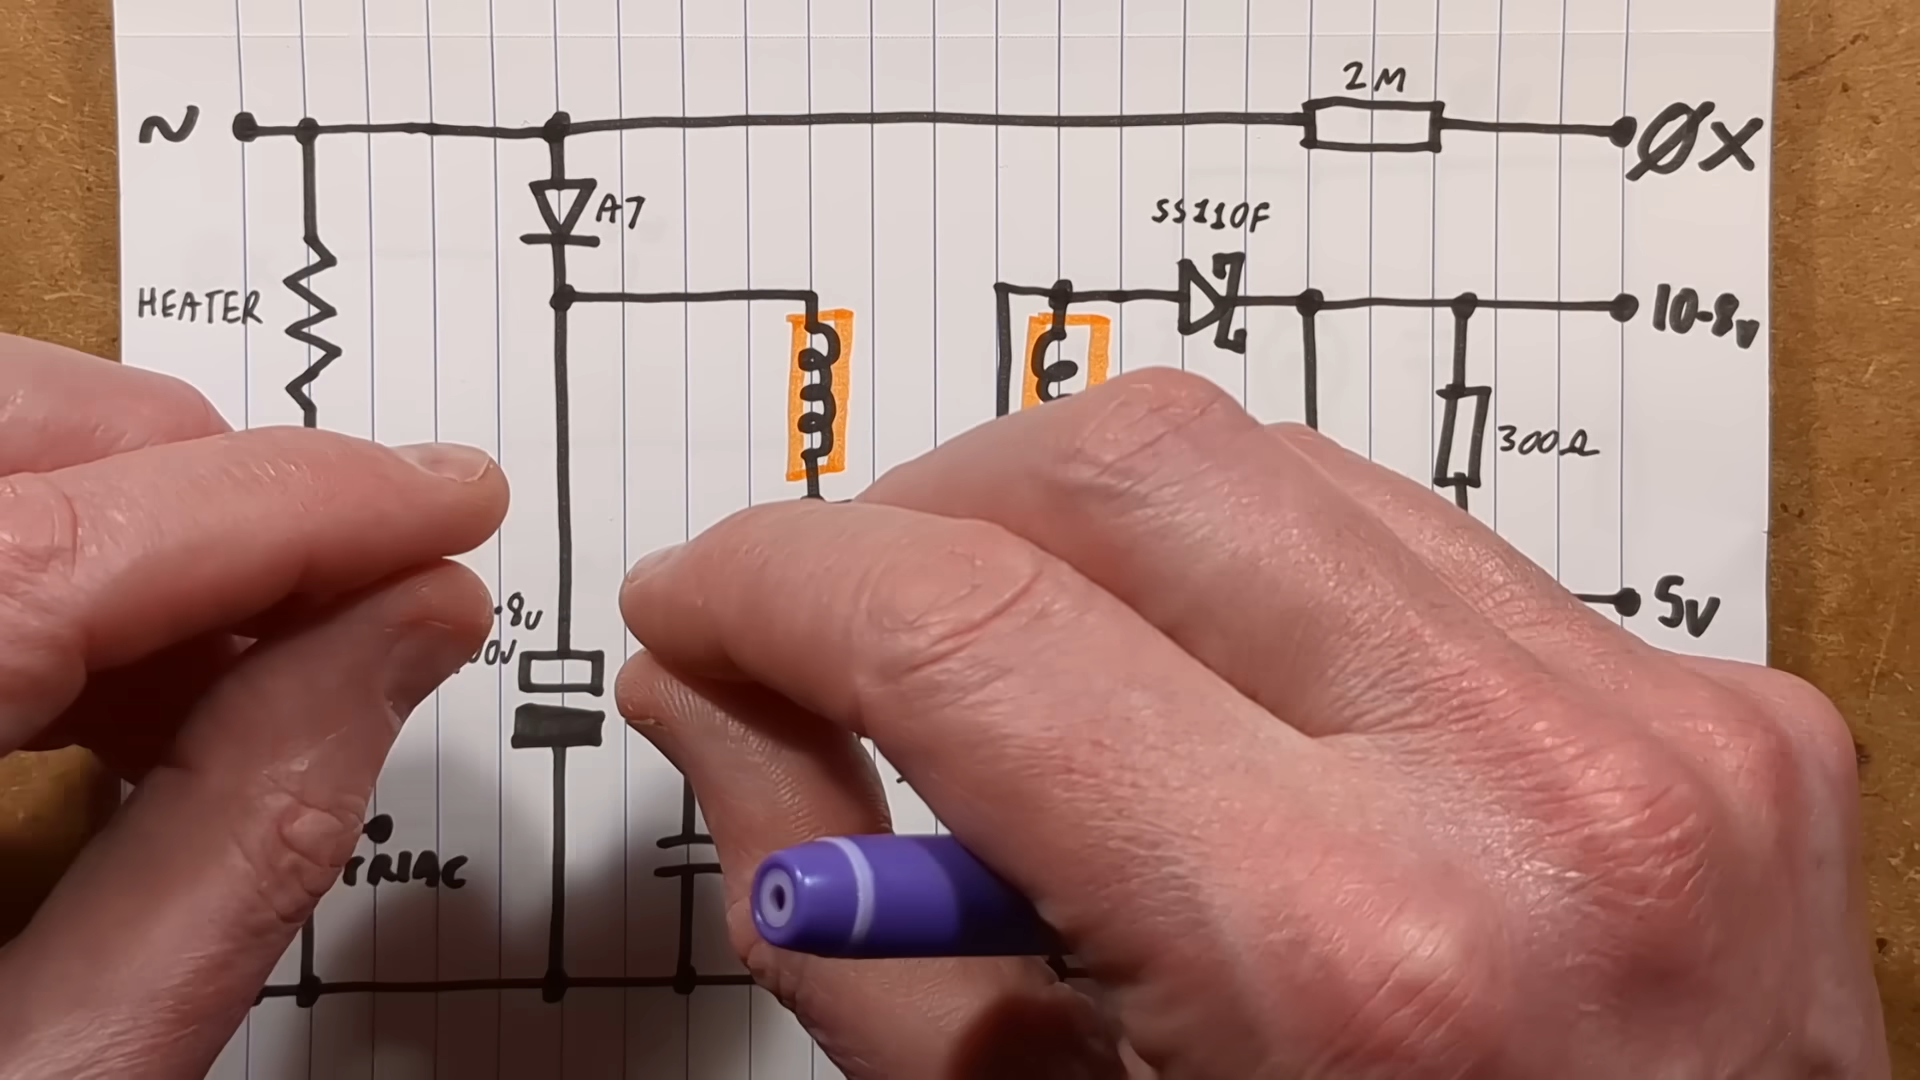 2M
~
ØX
A7
SS110F
HEATER
10-8v
300Ω
5v
TRIAC